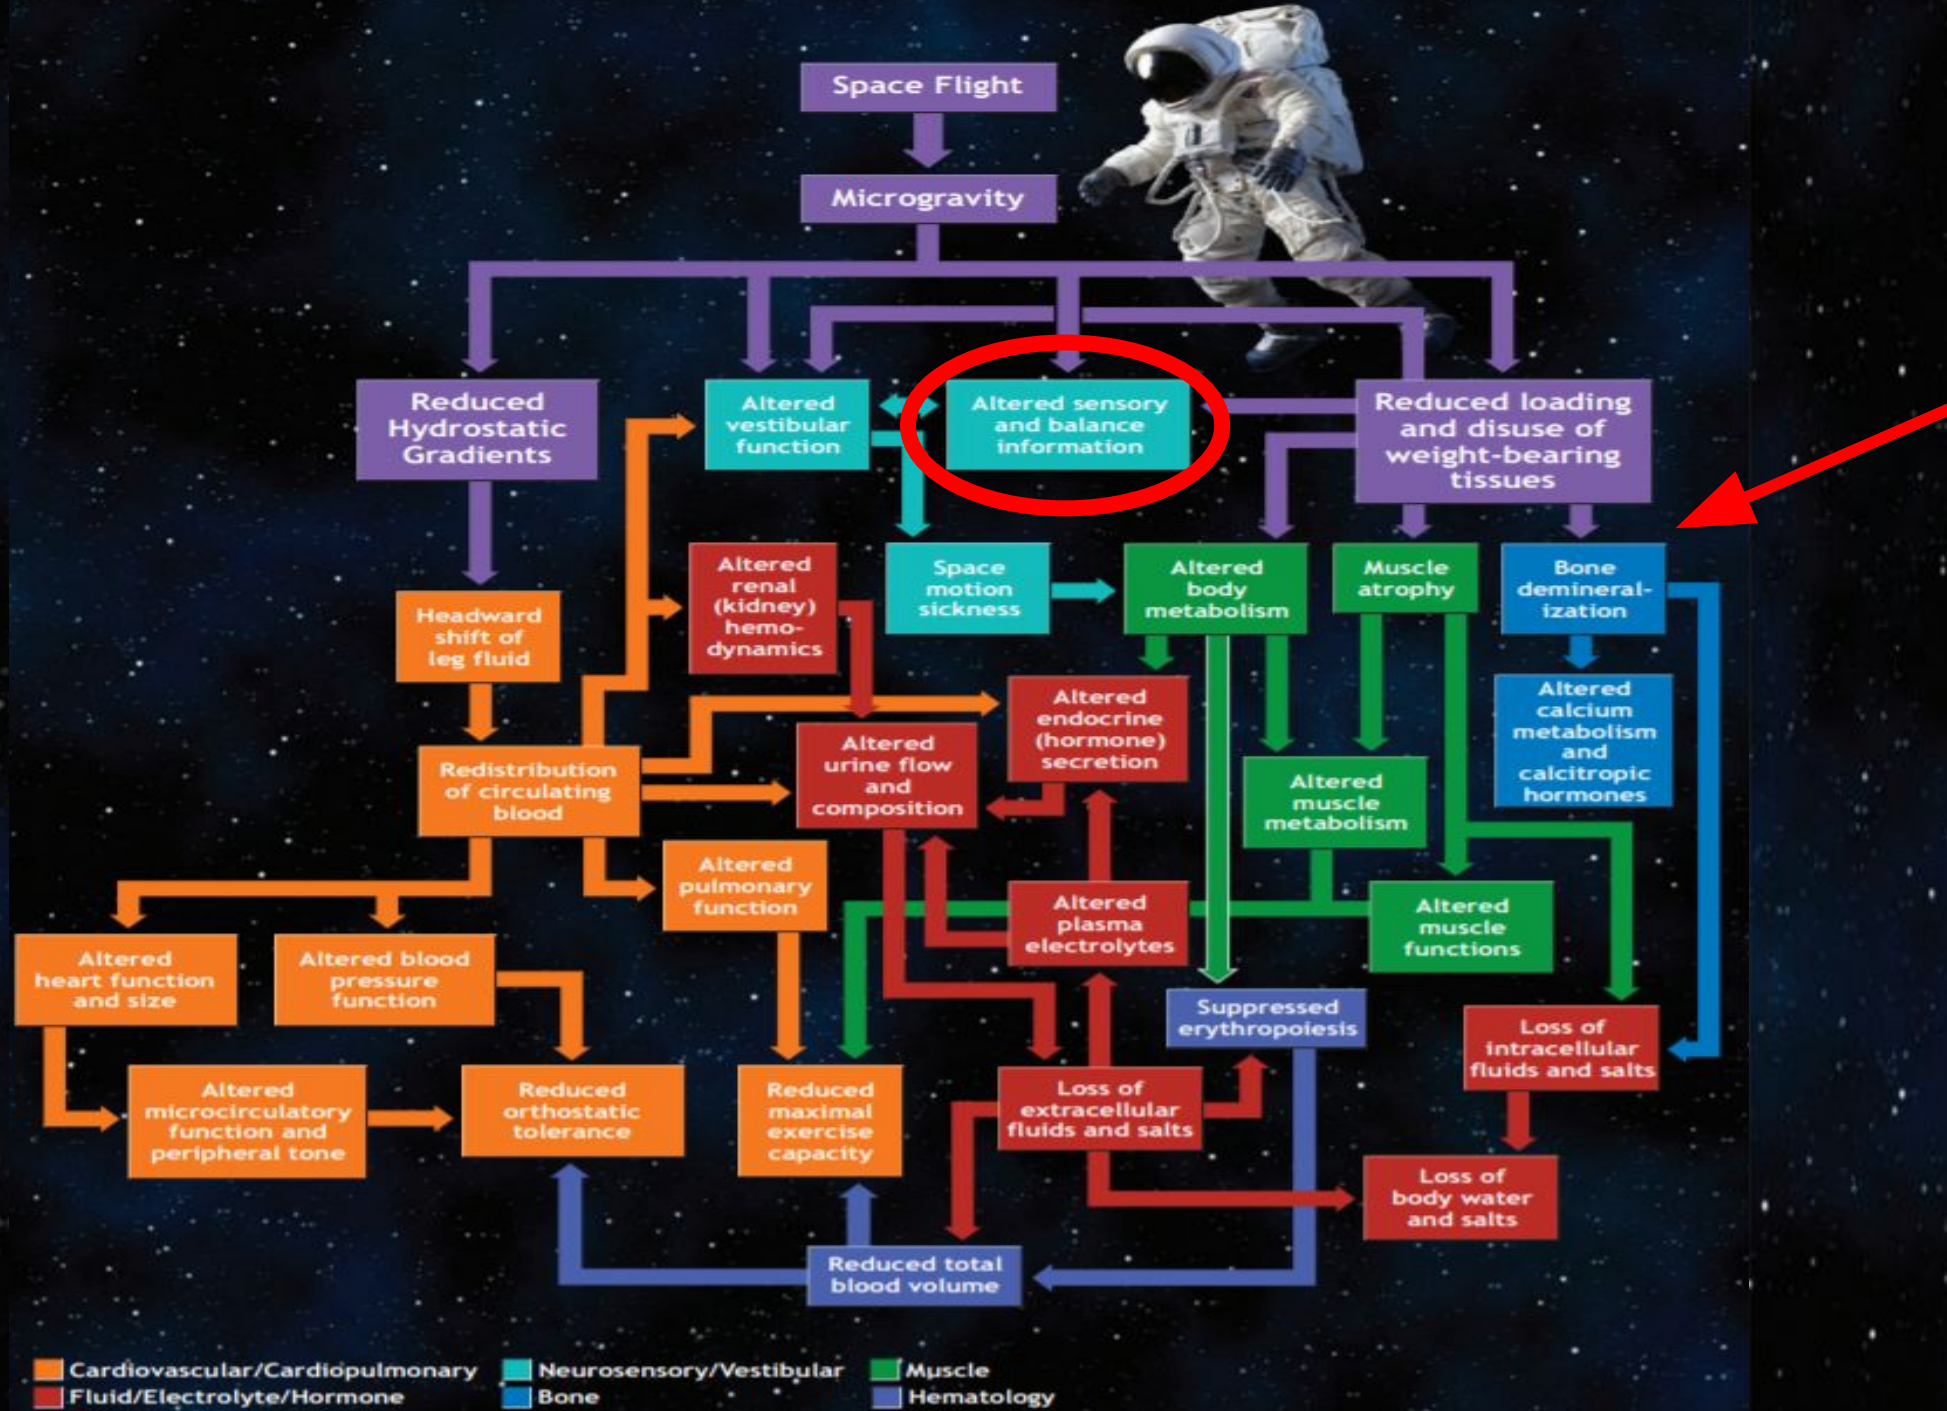 Space Flight
Microgravity
Reduced
Hydrostatic
Gradients
Altered
vestibular
function
Altered sensory
and balance
information
Reduced loading
and disuse of
weight-bearing
tissues
Headward
shift of
leg fluid
Altered
renal
(kidney)
hemo-
dynamics
Space
motion
sickness
Altered
body
metabolism
Muscle
atrophy
Bone
demineral-
ization
Redistribution
of circulating
blood
Altered
urine flow
and
composition
Altered
endocrine
(hormone)
secretion
Altered
muscle
metabolism
Altered
calcium
metabolism
and
calcitropic
hormones
Altered
pulmonary
function
Altered
plasma
electrolytes
Altered
muscle
functions
Altered
heart function
and size
Altered blood
pressure
function
Suppressed
erythropoiesis
Loss of
intracellular
fluids and salts
Altered
microcirculatory
function and
peripheral tone
Reduced
orthostatic
tolerance
Reduced
maximal
exercise
capacity
Loss of
extracellular
fluids and salts
Loss of
body water
and salts
Reduced total
blood volume
Cardiovascular/Cardiopulmonary
Neurosensory/Vestibular
Muscle
Fluid/Electrolyte/Hormone
Bone
Hematology